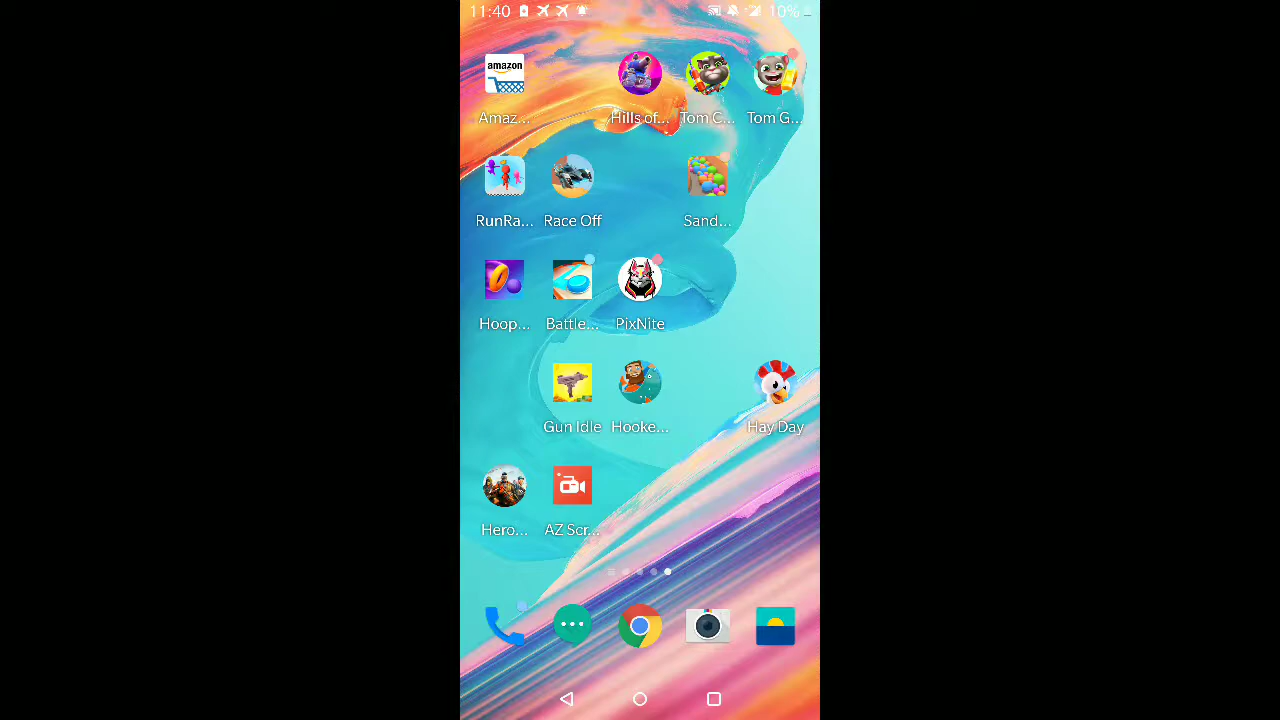 11:40 10%
amazon
Amaz... Hills of... Tom C... Tom G...
RunRa... Race Off Sand...
Hoop... Battle... PixNite
Gun Idle Hooke... Hay Day
Hero... AZ Scr...